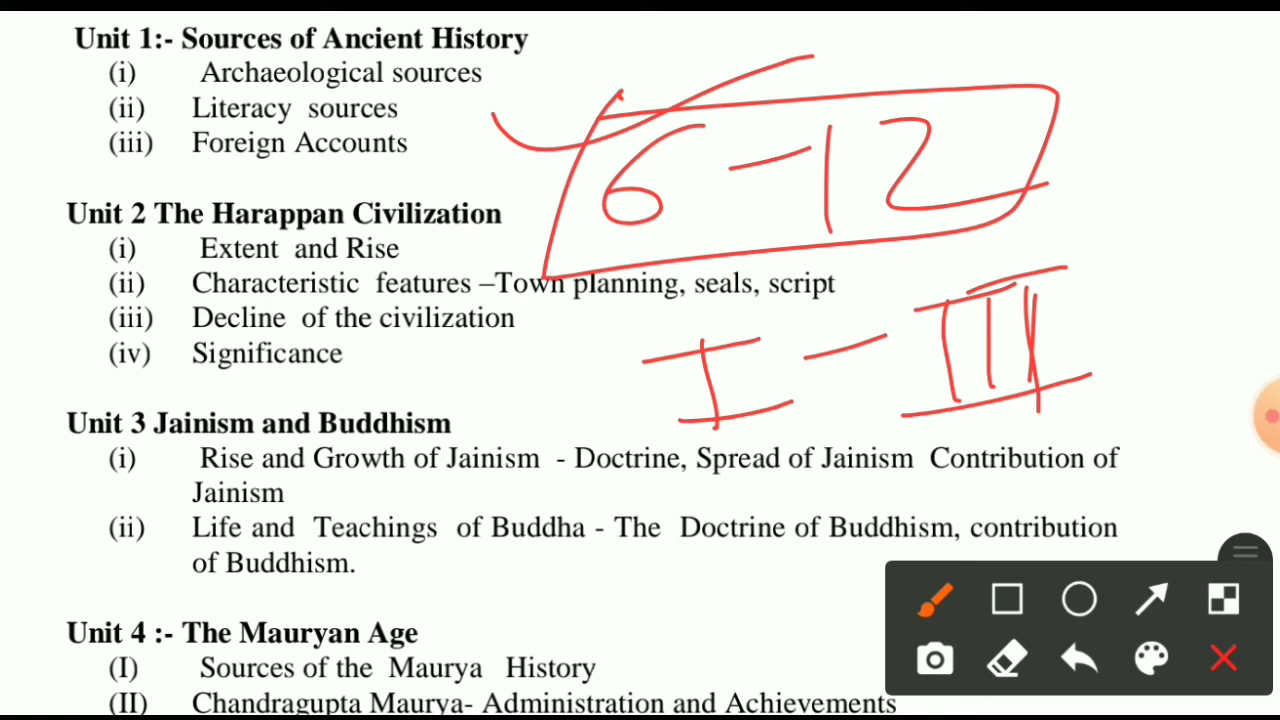 Unit 1:- Sources of Ancient History
(i) Archaeological sources
(ii) Literacy sources
(iii) Foreign Accounts
6-12
Unit 2 The Harappan Civilization
(i) Extent and Rise
(ii) Characteristic features –Town planning, seals, script
(iii) Decline of the civilization
(iv) Significance
I - III
Unit 3 Jainism and Buddhism
(i) Rise and Growth of Jainism - Doctrine, Spread of Jainism Contribution of
Jainism
(ii) Life and Teachings of Buddha - The Doctrine of Buddhism, contribution
of Buddhism.
Unit 4 :- The Mauryan Age
(I) Sources of the Maurya History
(II) Chandragupta Maurya- Administration and Achievements